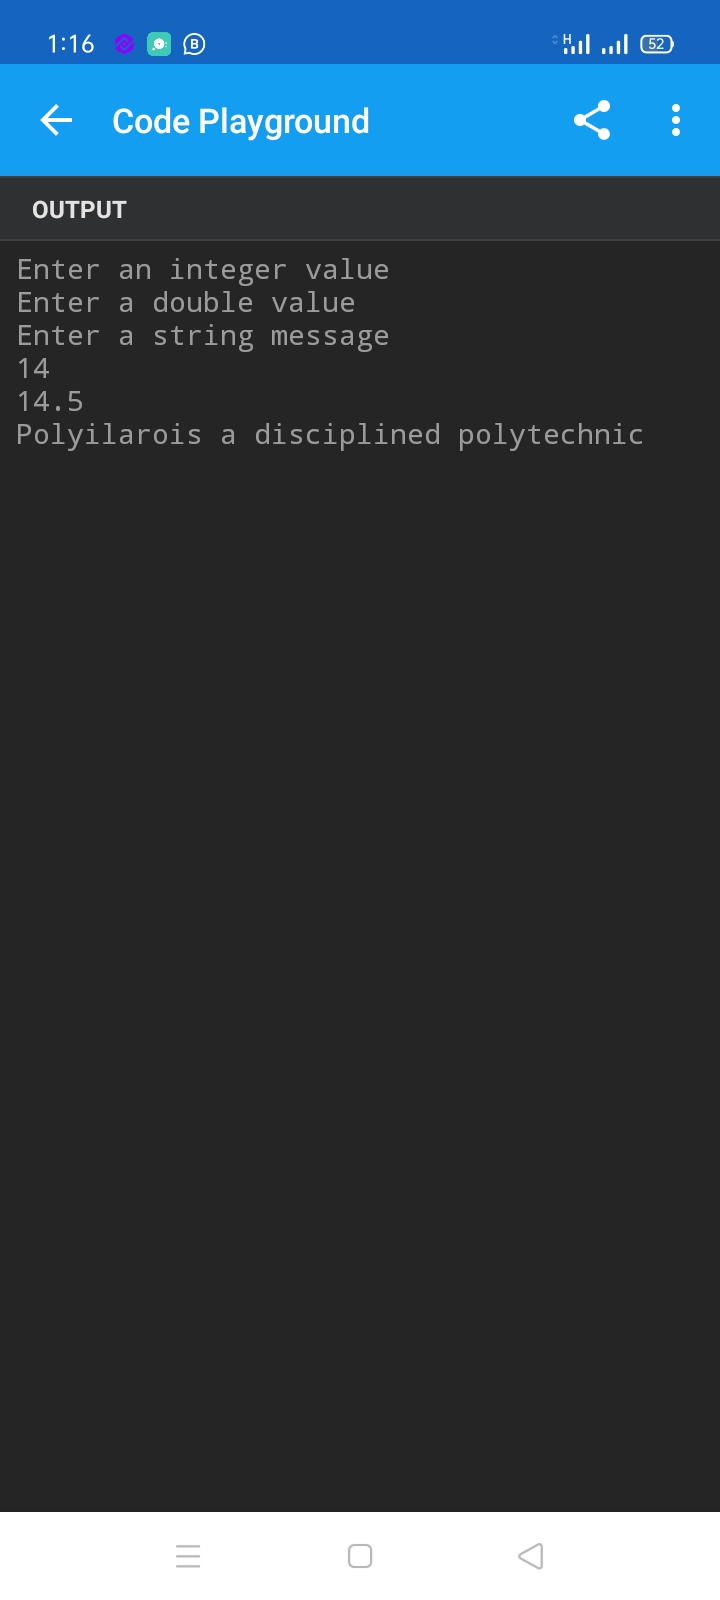 1:16 B H 52
Code Playground
OUTPUT
Enter an integer value
Enter a double value
Enter a string message
14
14.5
Polyilarois a disciplined polytechnic